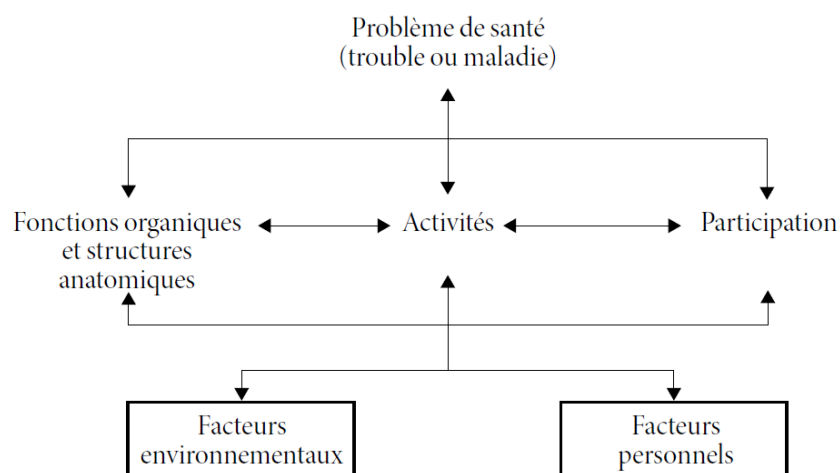 Problème de santé
(trouble ou maladie)
Fonctions organiques
et structures
anatomiques
Activités
Participation
Facteurs
environnementaux
Facteurs
personnels